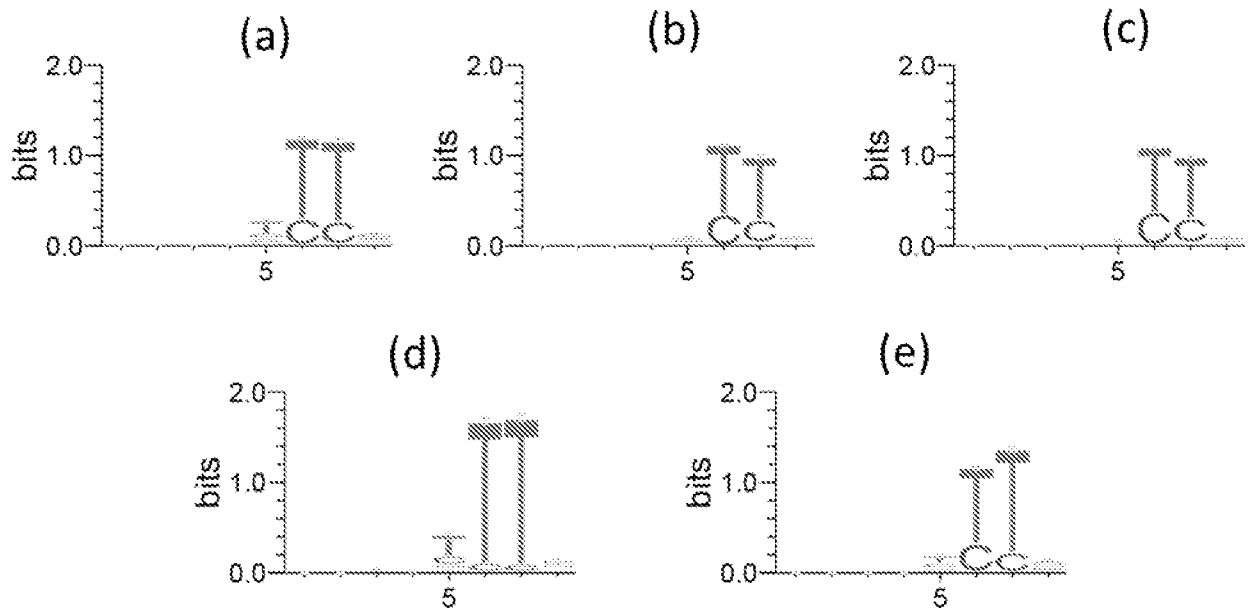 (a) (b) (c)
2.0 2.0 2.0
bits bits bits
1.0 1.0 1.0
T T T T T T
T C C C C C C
0.0 0.0 0.0
5 5 5
(d) (e)
2.0 2.0
bits bits
1.0 1.0
T T T T
T C C
0.0 0.0
5 5